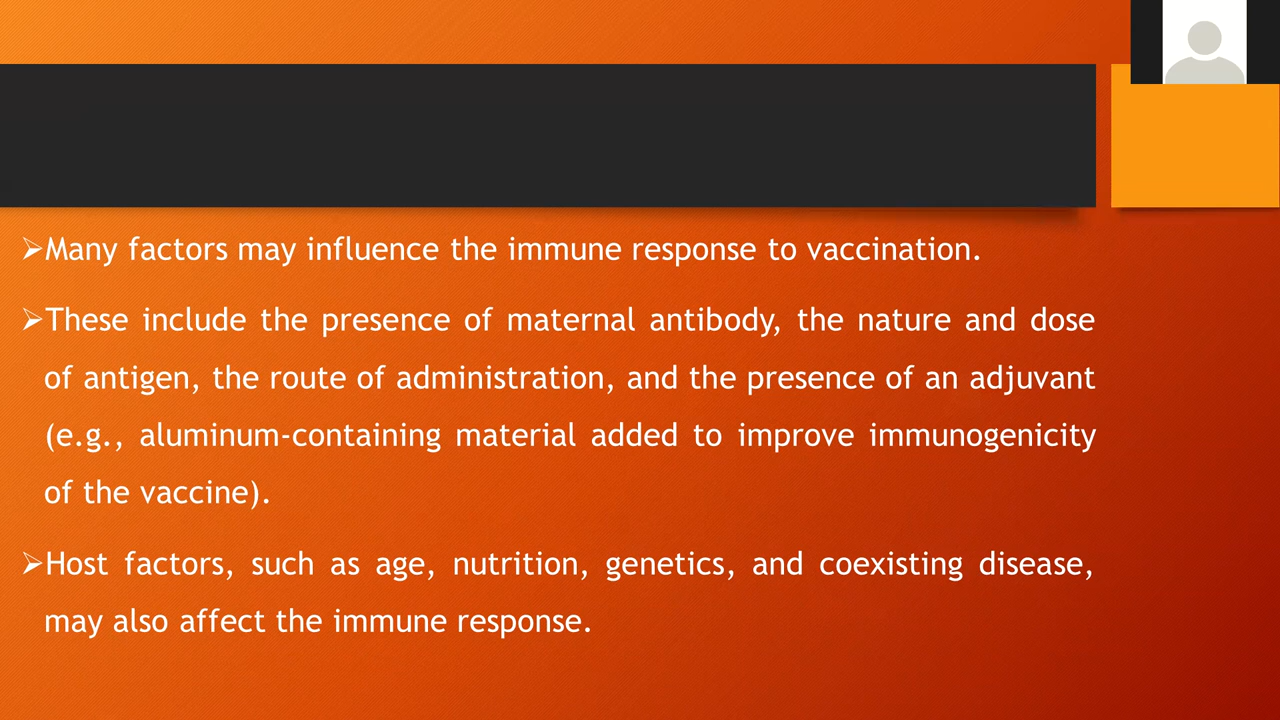 ➢Many factors may influence the immune response to vaccination.
➢These include the presence of maternal antibody, the nature and dose
of antigen, the route of administration, and the presence of an adjuvant
(e.g., aluminum-containing material added to improve immunogenicity
of the vaccine).
➢Host factors, such as age, nutrition, genetics, and coexisting disease,
may also affect the immune response.